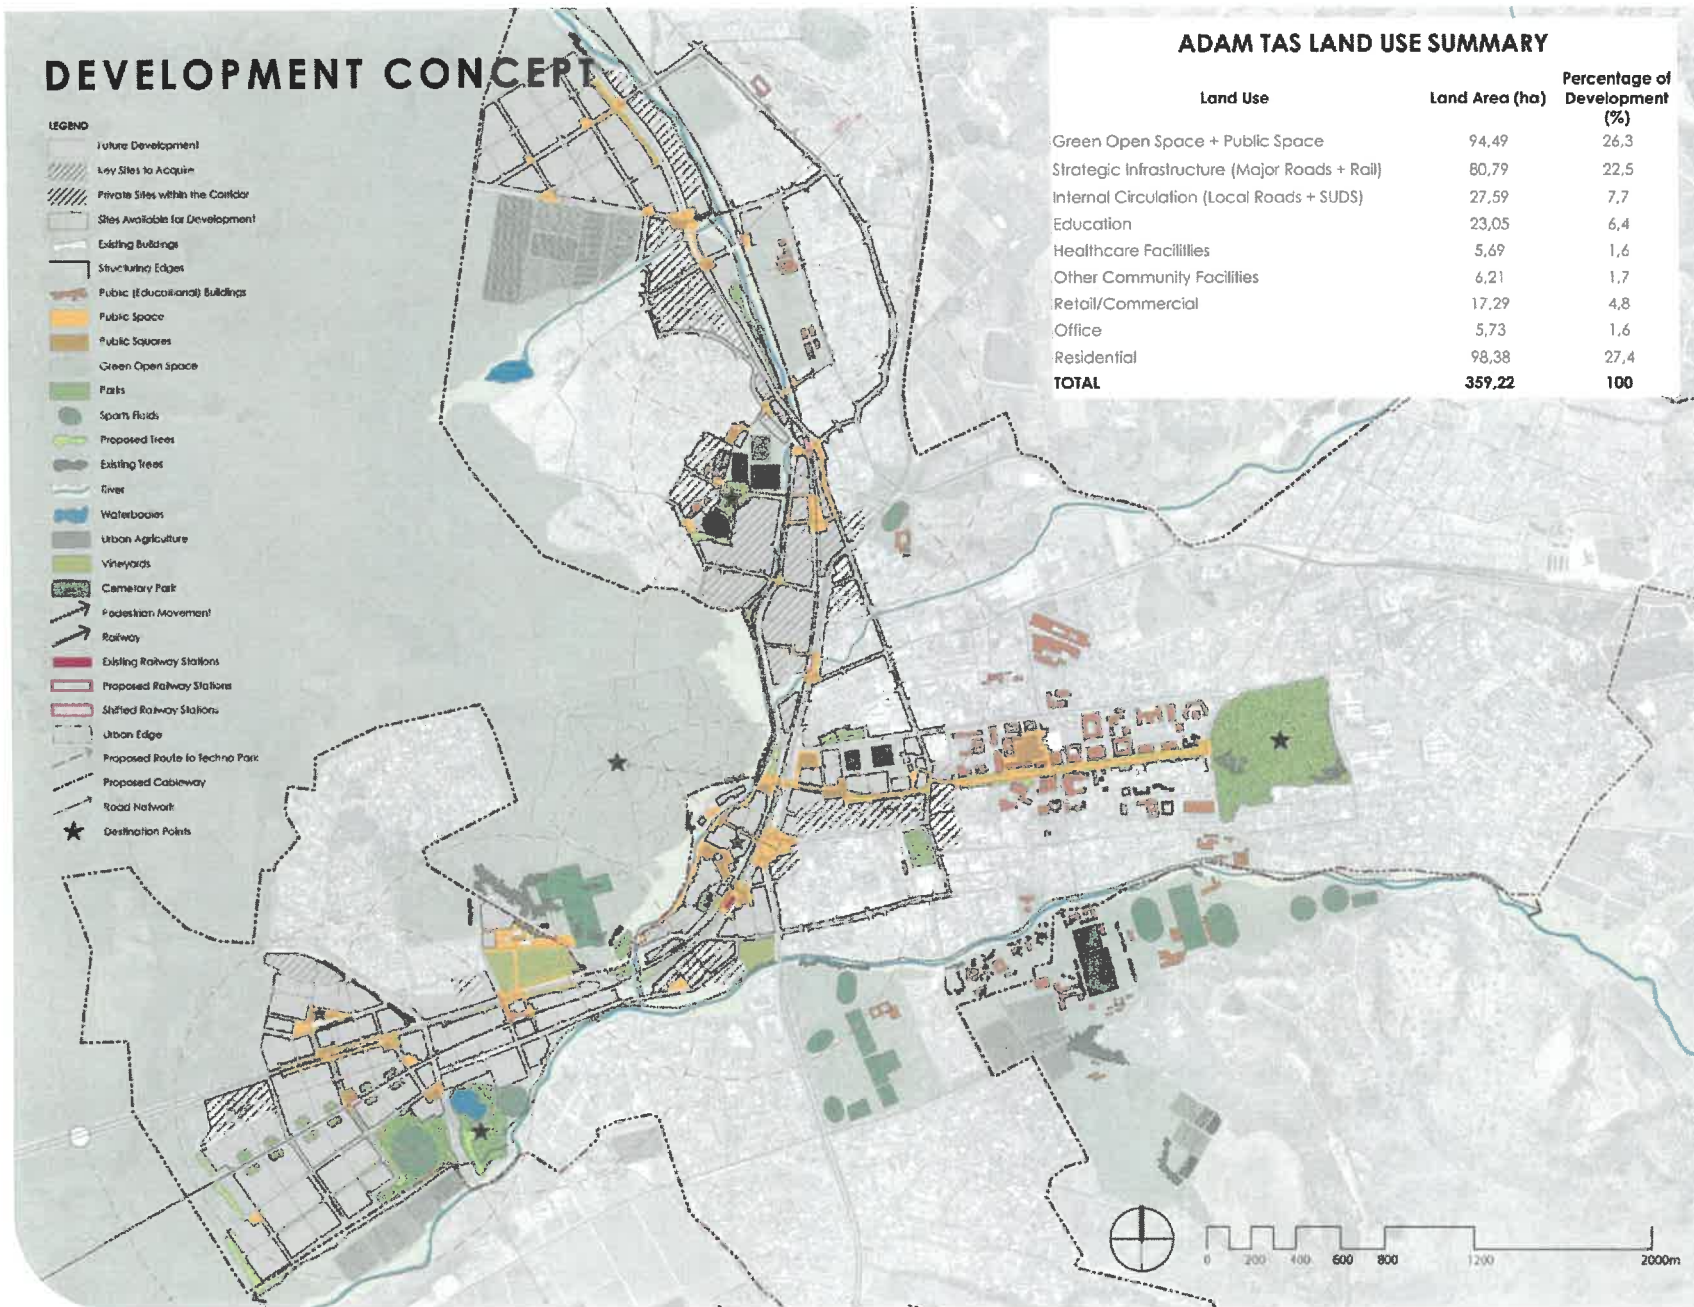 DEVELOPMENT CONCEPT
LEGEND
Future Development
Key Sites to Acquire
Private Sites within the Corridor
Sites Available for Development
Existing Buildings
Structuring Edges
Public (Educational) Buildings
Public Space
Public Squares
Green Open Space
Parks
Sports Fields
Proposed Trees
Existing Trees
River
Waterbodies
Urban Agriculture
Vineyards
Cemetary Park
Pedestrian Movement
Railway
Existing Railway Stations
Proposed Railway Stations
Shifted Railway Stations
Urban Edge
Proposed Route to Techno Park
Proposed Cableway
Road Network
Destination Points
ADAM TAS LAND USE SUMMARY
Land Use Land Area (ha) Percentage of Development (%)
Green Open Space + Public Space 94,49 26,3
Strategic Infrastructure (Major Roads + Rail) 80,79 22,5
Internal Circulation (Local Roads + SUDS) 27,59 7,7
Education 23,05 6,4
Healthcare Facilitlies 5,69 1,6
Other Community Facilities 6,21 1,7
Retail/Commercial 17,29 4,8
Office 5,73 1,6
Residential 98,38 27,4
TOTAL 359,22 100
0 200 400 600 800 1200 2000m